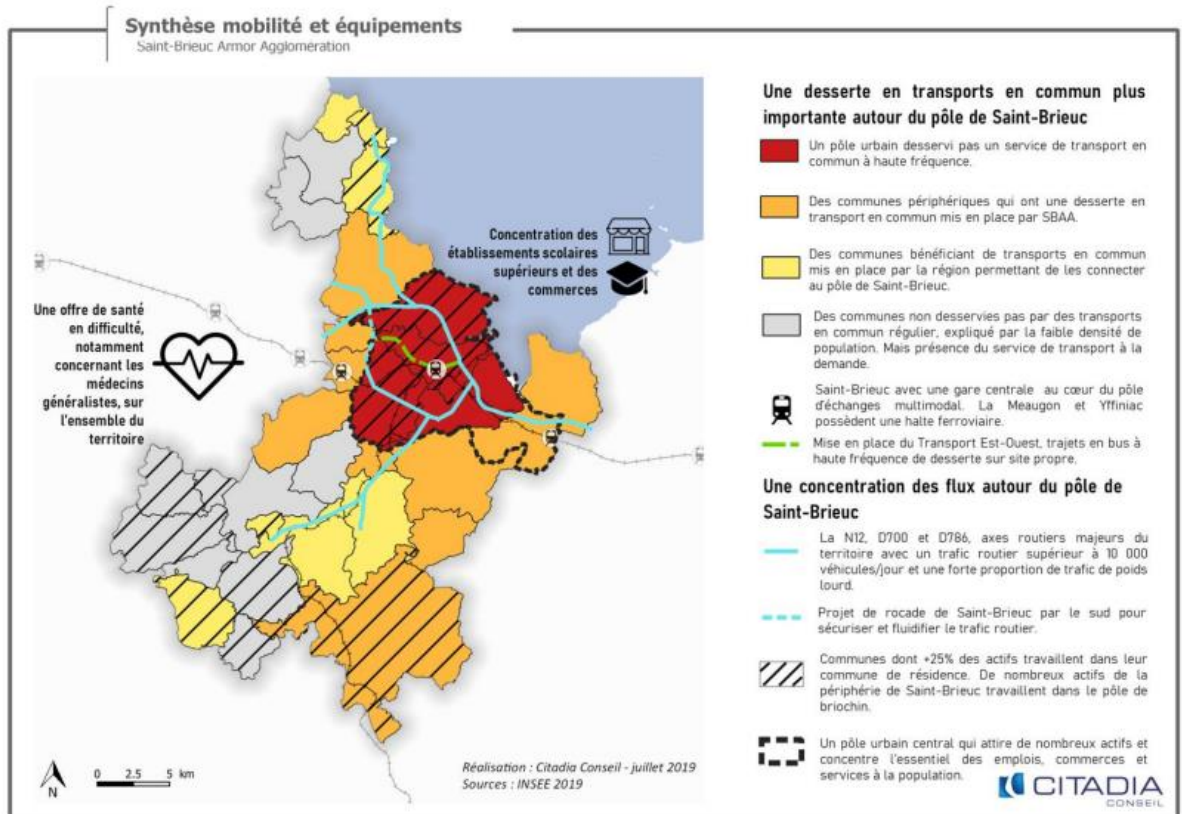 Synthèse mobilité et équipements
Saint-Brieuc Armor Agglomération
Concentration des
établissements scolaires
supérieurs et des
commerces
Une offre de santé
en difficulté,
notamment
concernant les
médecins
généralistes, sur
l'ensemble du
territoire
N
0 2.5 5 km
Réalisation : Citadia Conseil - juillet 2019
Sources : INSEE 2019
Une desserte en transports en commun plus
importante autour du pôle de Saint-Brieuc
Un pôle urbain desservi pas un service de transport en
commun à haute fréquence.
Des communes périphériques qui ont une desserte en
transport en commun mis en place par SBAA.
Des communes bénéficiant de transports en commun
mis en place par la région permettant de les connecter
au pôle de Saint-Brieuc.
Des communes non desservies pas par des transports
en commun régulier, expliqué par la faible densité de
population. Mais présence du service de transport à la
demande.
Saint-Brieuc avec une gare centrale au cœur du pôle
d'échanges multimodal. La Meaugon et Yffiniac
possèdent une halte ferroviaire.
Mise en place du Transport Est-Ouest, trajets en bus à
haute fréquence de desserte sur site propre.
Une concentration des flux autour du pôle de
Saint-Brieuc
La N12, D700 et D786, axes routiers majeurs du
territoire avec un trafic routier supérieur à 10 000
véhicules/jour et une forte proportion de trafic de poids
lourd.
Projet de rocade de Saint-Brieuc par le sud pour
sécuriser et fluidifier le trafic routier.
Communes dont +25% des actifs travaillent dans leur
commune de résidence. De nombreux actifs de la
périphérie de Saint-Brieuc travaillent dans le pôle de
briochin.
Un pôle urbain central qui attire de nombreux actifs et
concentre l'essentiel des emplois, commerces et
services à la population.
CITADIA
CONSEIL